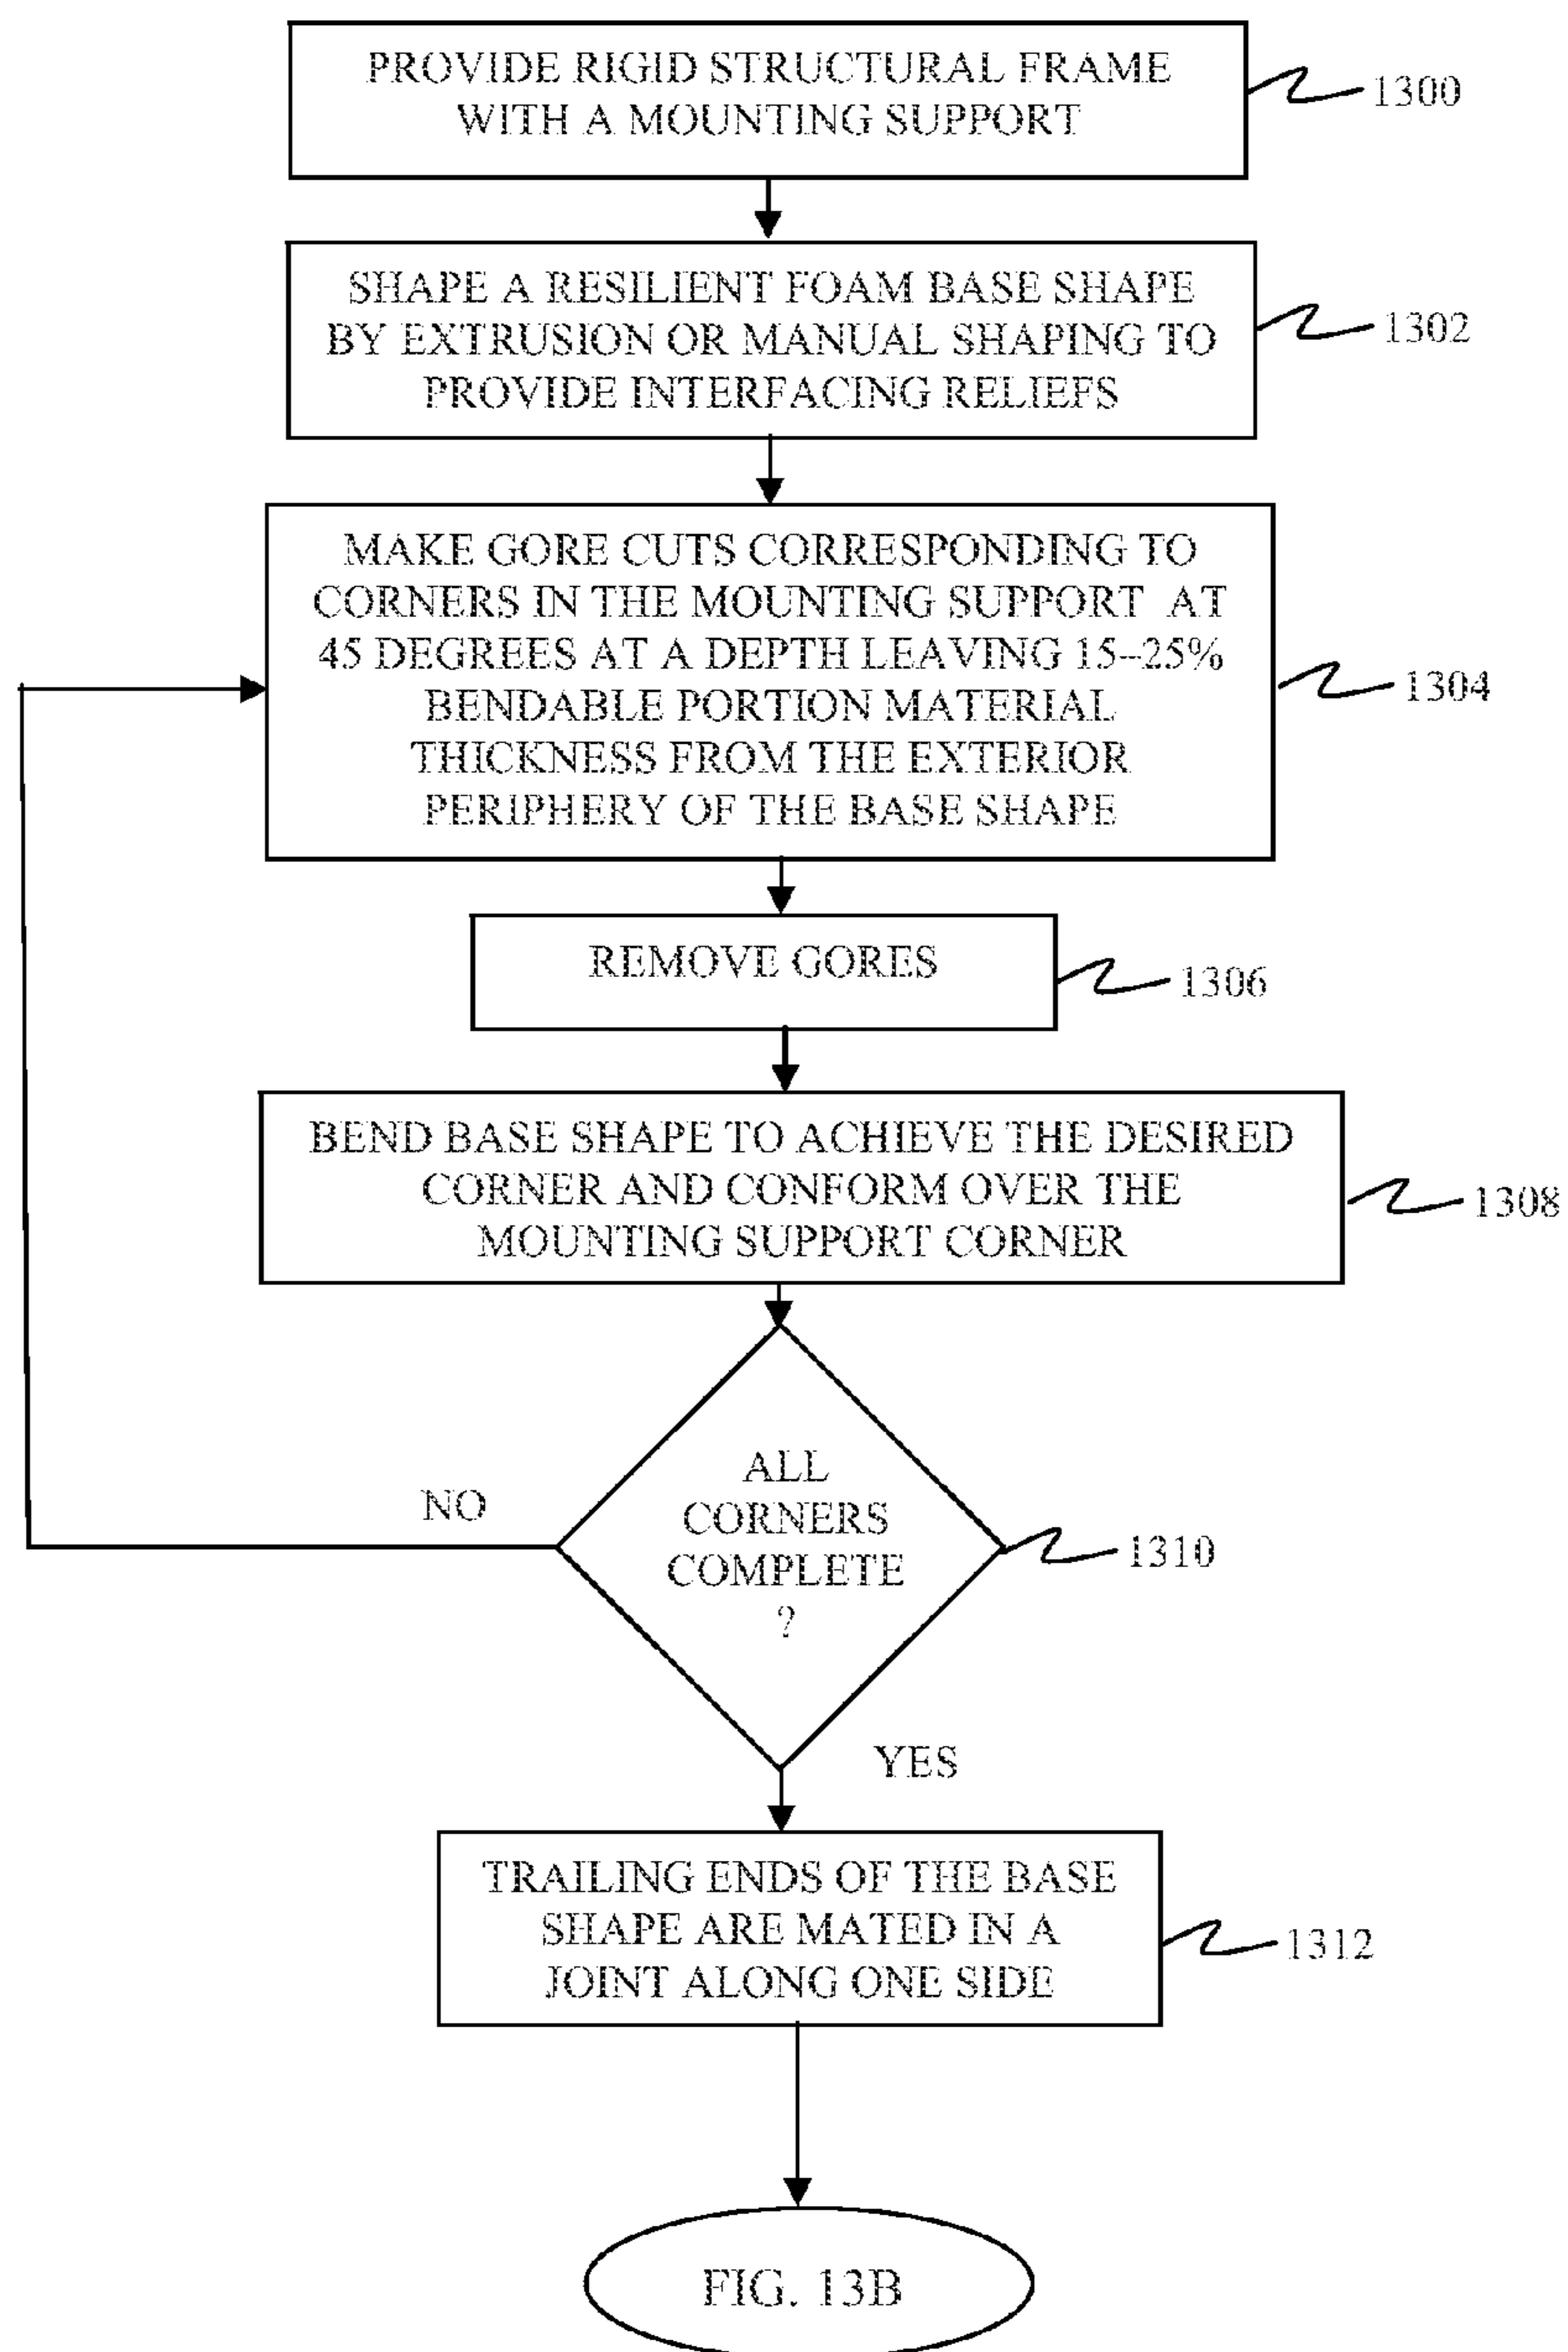 PROVIDE RIGID STRUCTURAL FRAME
WITH A MOUNTING SUPPORT
1300
SHAPE A RESILIENT FOAM BASE SHAPE
BY EXTRUSION OR MANUAL SHAPING TO
PROVIDE INTERFACING RELIEFS
1302
MAKE GORE CUTS CORRESPONDING TO
CORNERS IN THE MOUNTING SUPPORT AT
45 DEGREES AT A DEPTH LEAVING 15--25%
BENDABLE PORTION MATERIAL
THICKNESS FROM THE EXTERIOR
PERIPHERY OF THE BASE SHAPE
1304
REMOVE GORES
1306
BEND BASE SHAPE TO ACHIEVE THE DESIRED
CORNER AND CONFORM OVER THE
MOUNTING SUPPORT CORNER
1308
ALL
CORNERS
COMPLETE
?
1310
NO
YES
TRAILING ENDS OF THE BASE
SHAPE ARE MATED IN A
JOINT ALONG ONE SIDE
1312
FIG. 13B